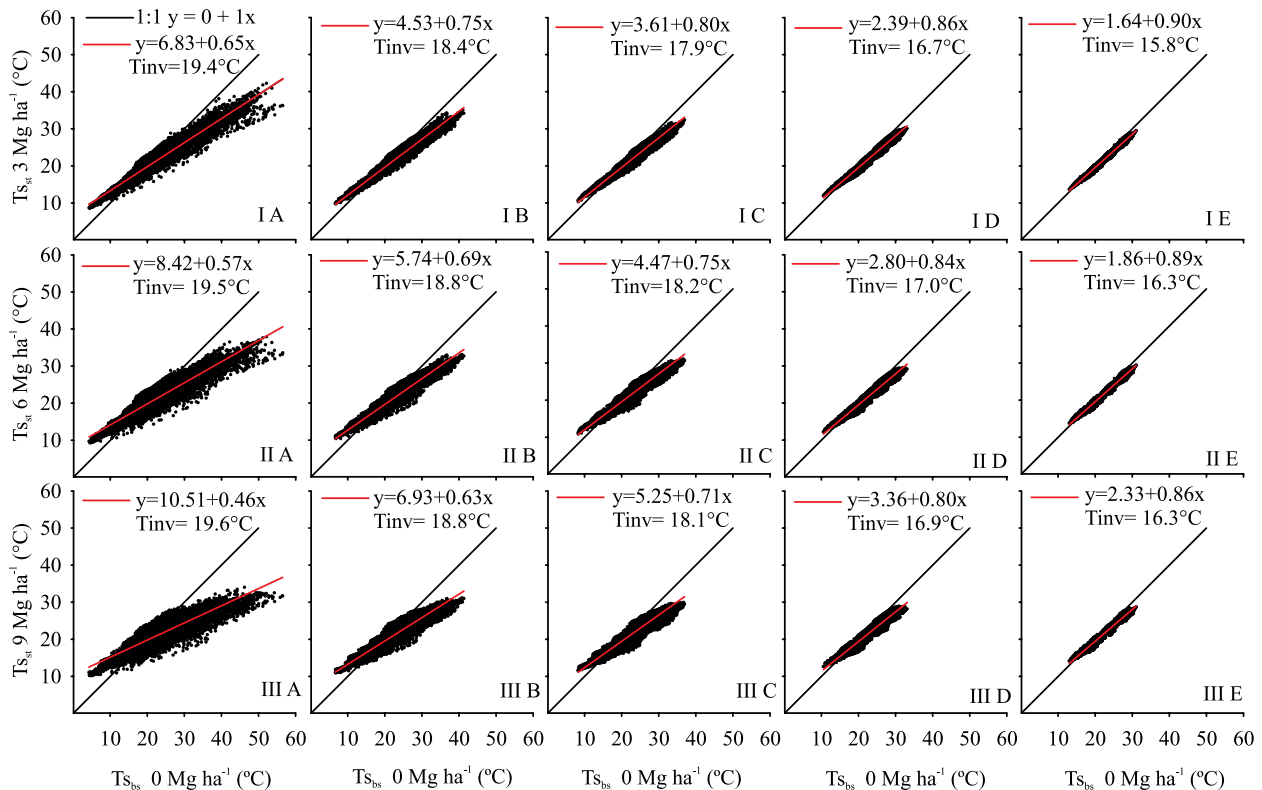 1:1 y = 0 + 1x
y=6.83+0.65x
Tinv=19.4°C
y=4.53+0.75x
Tinv= 18.4°C
y=3.61+0.80x
Tinv= 17.9°C
y=2.39+0.86x
Tinv= 16.7°C
y=1.64+0.90x
Tinv= 15.8°C
Ts_st 3 Mg ha⁻¹ (°C)
60
50
40
30
20
10
I A
I B
I C
I D
I E
y=8.42+0.57x
Tinv= 19.5°C
y=5.74+0.69x
Tinv=18.8°C
y=4.47+0.75x
Tinv=18.2°C
y=2.80+0.84x
Tinv= 17.0°C
y=1.86+0.89x
Tinv= 16.3°C
Ts_st 6 Mg ha⁻¹ (°C)
60
50
40
30
20
10
II A
II B
II C
II D
II E
y=10.51+0.46x
Tinv= 19.6°C
y=6.93+0.63x
Tinv= 18.8°C
y=5.25+0.71x
Tinv= 18.1°C
y=3.36+0.80x
Tinv= 16.9°C
y=2.33+0.86x
Tinv= 16.3°C
Ts_st 9 Mg ha⁻¹ (°C)
60
50
40
30
20
10
III A
III B
III C
III D
III E
10 20 30 40 50 60
10 20 30 40 50 60
10 20 30 40 50 60
10 20 30 40 50 60
10 20 30 40 50 60
Ts_bs 0 Mg ha⁻¹ (ºC)
Ts_bs 0 Mg ha⁻¹ (ºC)
Ts_bs 0 Mg ha⁻¹ (ºC)
Ts_bs 0 Mg ha⁻¹ (ºC)
Ts_bs 0 Mg ha⁻¹ (ºC)